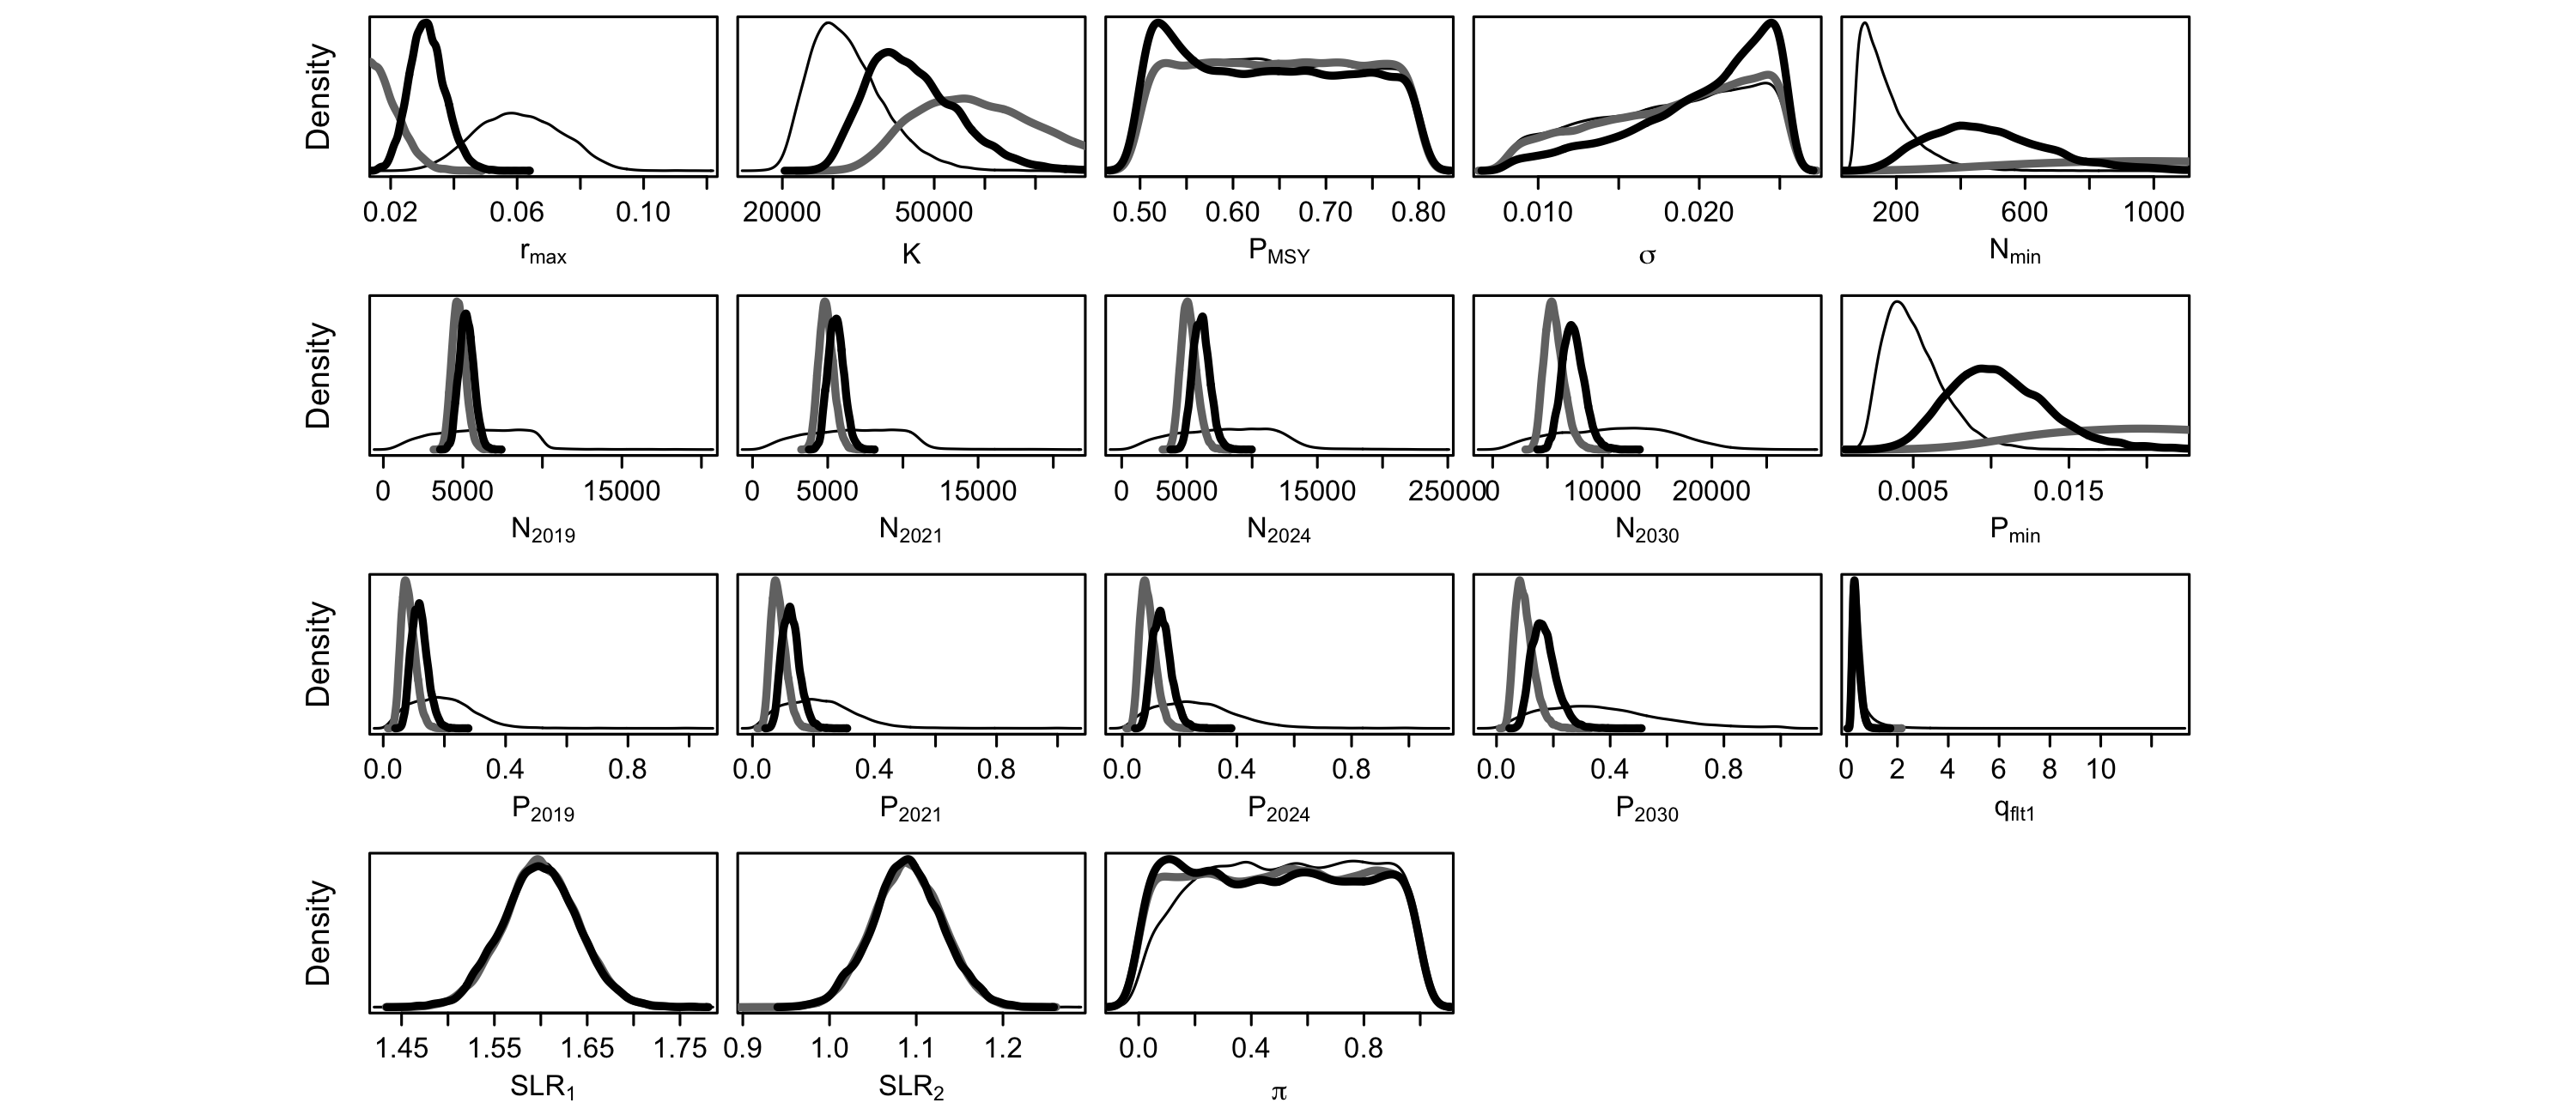 Density
0.02 0.06 0.10 20000 50000 0.50 0.60 0.70 0.80 0.010 0.020 200 600 1000
rmax K PMSY σ Nmin
Density
0 5000 15000 0 5000 15000 0 5000 15000 25000 0 10000 20000 0.005 0.015
N2019 N2021 N2024 N2030 Pmin
Density
0.0 0.4 0.8 0.0 0.4 0.8 0.0 0.4 0.8 0.0 0.4 0.8 0 2 4 6 8 10
P2019 P2021 P2024 P2030 qflt1
Density
1.45 1.55 1.65 1.75 0.9 1.0 1.1 1.2 0.0 0.4 0.8
SLR1 SLR2 π